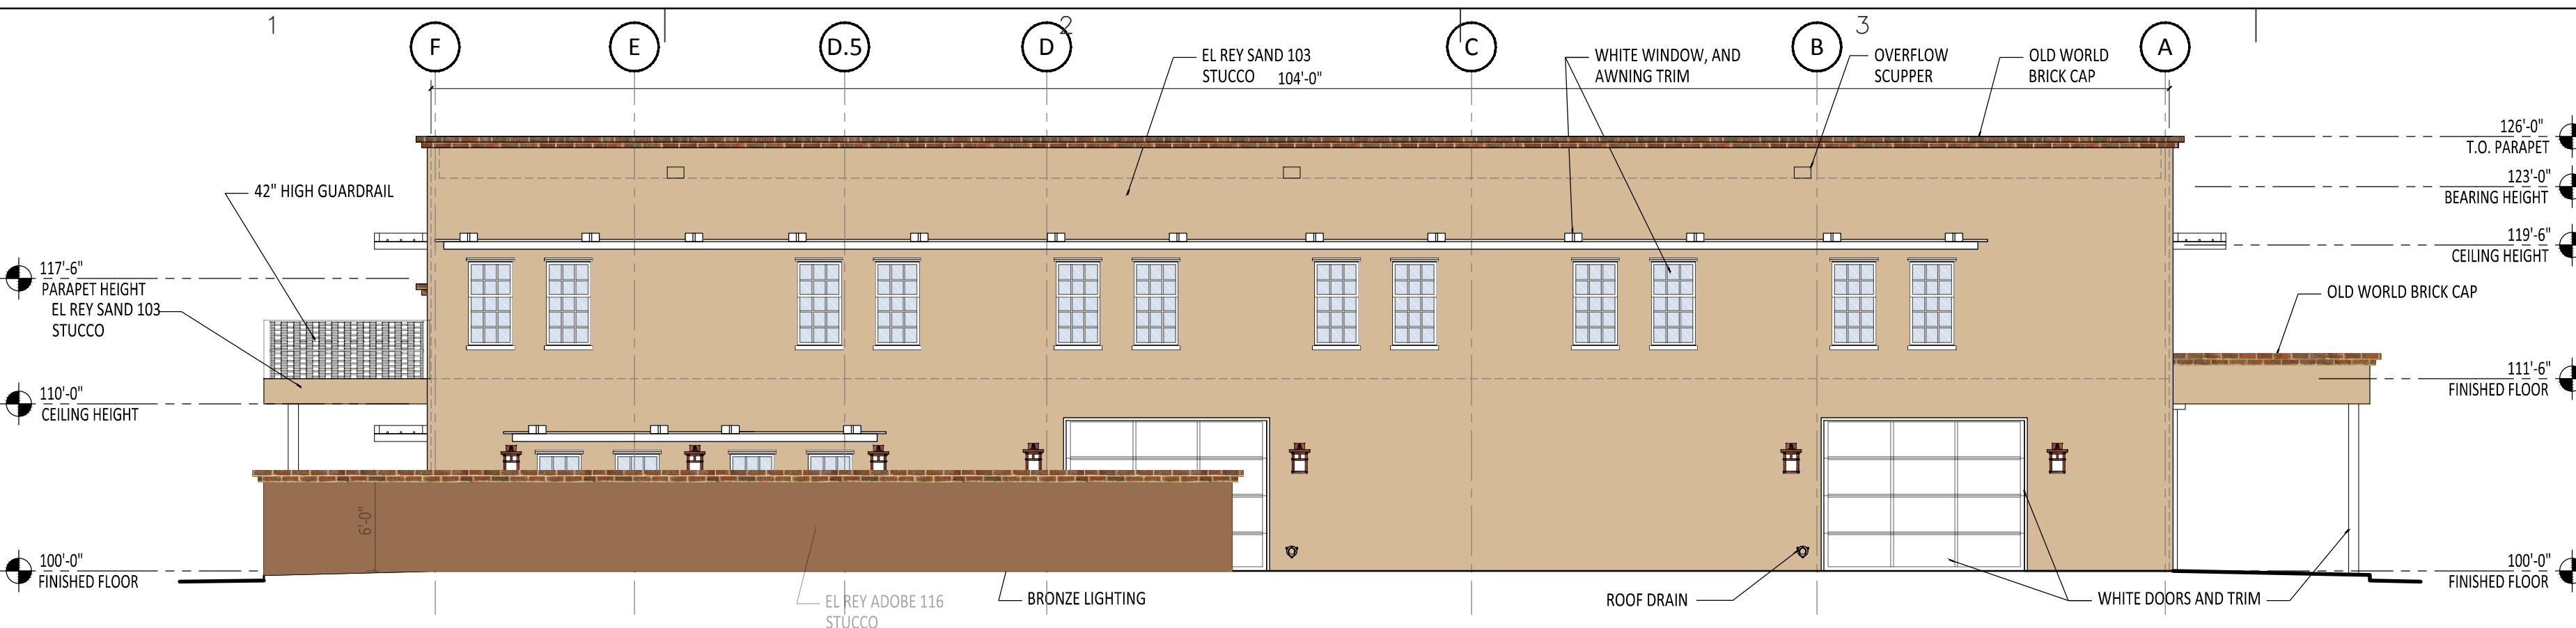 1
2
3
F
E
D.5
D
C
B
A
EL REY SAND 103
STUCCO
104'-0"
WHITE WINDOW, AND
AWNING TRIM
OVERFLOW
SCUPPER
OLD WORLD
BRICK CAP
126'-0"
T.O. PARAPET
123'-0"
BEARING HEIGHT
119'-6"
CEILING HEIGHT
42" HIGH GUARDRAIL
117'-6"
PARAPET HEIGHT
EL REY SAND 103
STUCCO
OLD WORLD BRICK CAP
111'-6"
FINISHED FLOOR
110'-0"
CEILING HEIGHT
6'-0"
100'-0"
FINISHED FLOOR
EL REY ADOBE 116
STUCCO
BRONZE LIGHTING
ROOF DRAIN
WHITE DOORS AND TRIM
100'-0"
FINISHED FLOOR